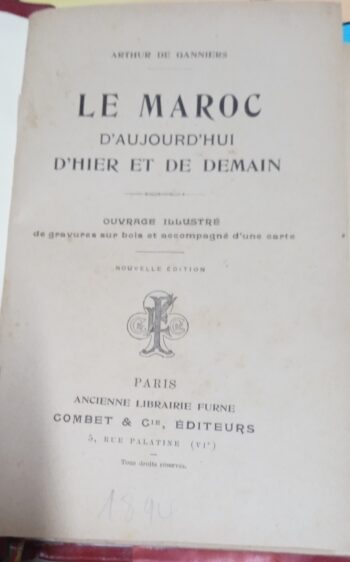 ARTHUR DE GANNIERS
LE MAROC
D'AUJOURD'HUI
D'HIER ET DE DEMAIN
OUVRAGE ILLUSTRÉ
de gravures sur bois et accompagné d'une carte
NOUVELLE ÉDITION
PARIS
ANCIENNE LIBRAIRIE FURNE
COMBET & CIE, ÉDITEURS
5, RUE PALATINE (VIe)
Tous droits réservés.